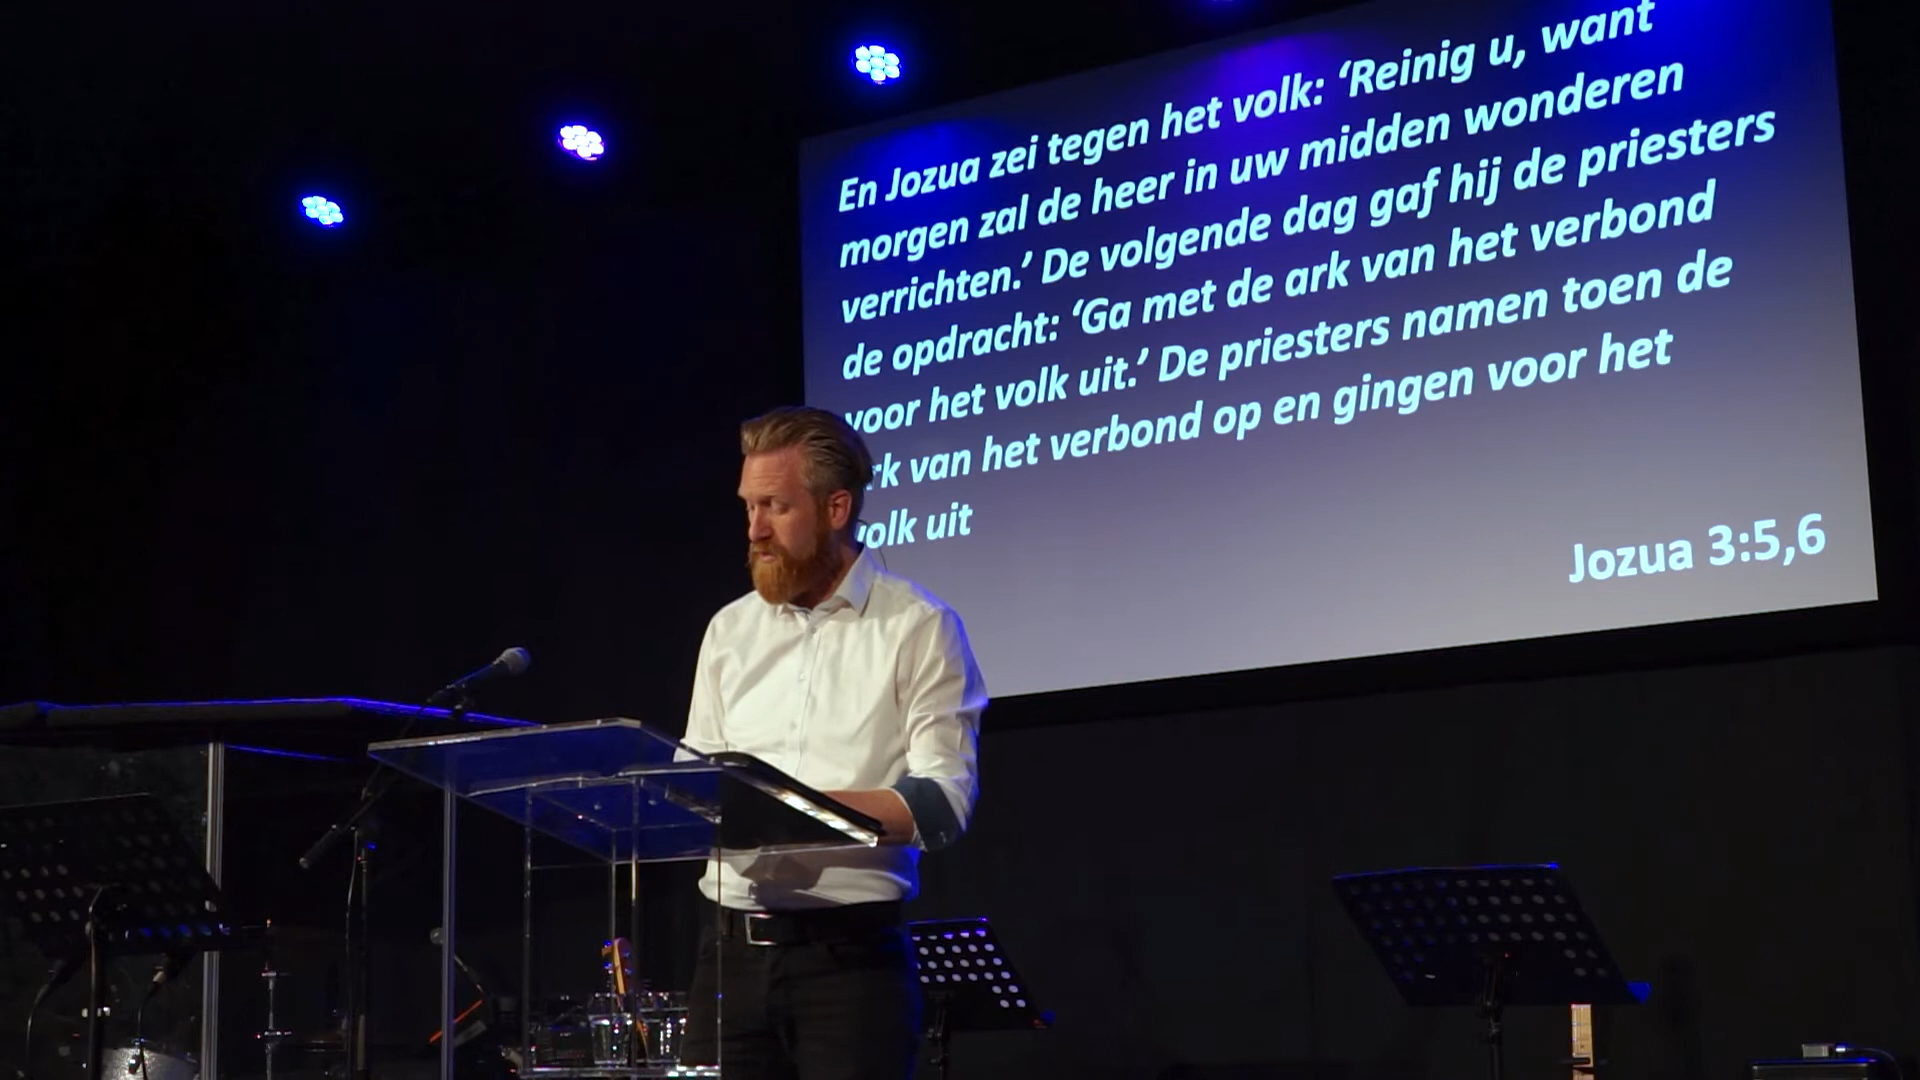 En Jozua zei tegen het volk: ‘Reinig u, want
morgen zal de heer in uw midden wonderen
verrichten.’ De volgende dag gaf hij de priesters
de opdracht: ‘Ga met de ark van het verbond
voor het volk uit.’ De priesters namen toen de
rk van het verbond op en gingen voor het
volk uit
Jozua 3:5,6